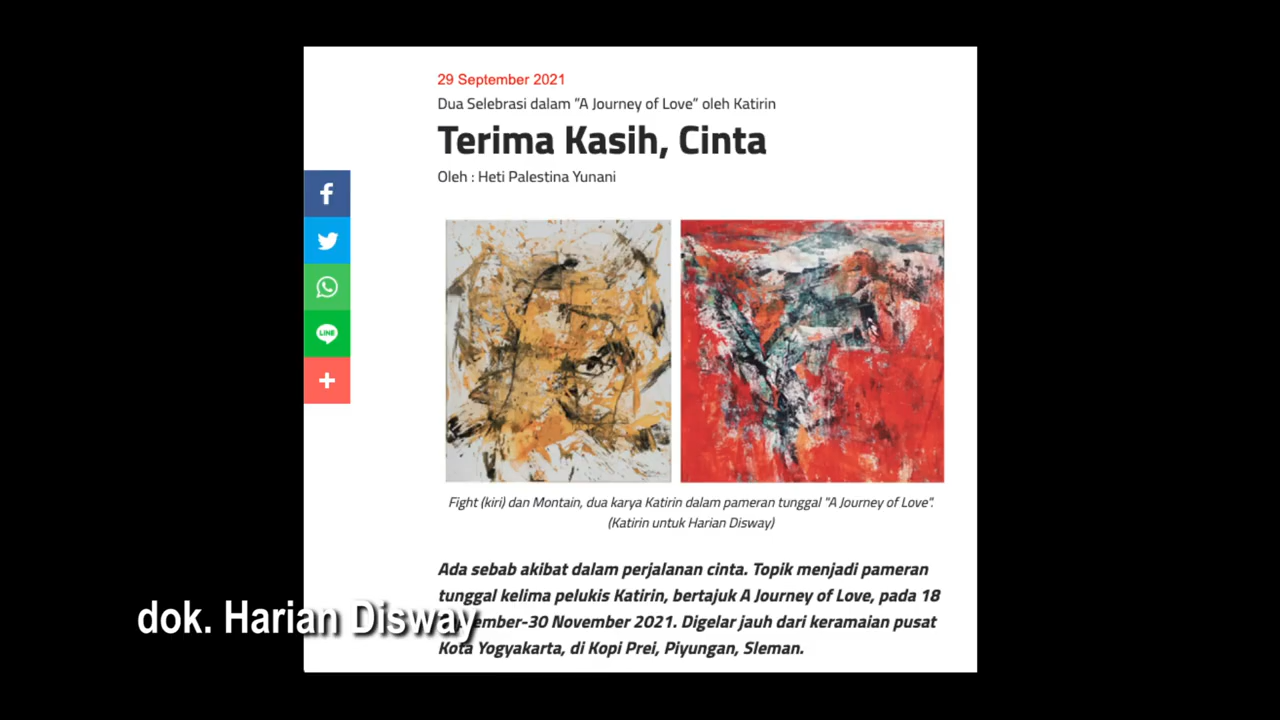 29 September 2021
Dua Selebrasi dalam "A Journey of Love" oleh Katirin
Terima Kasih, Cinta
Oleh : Heti Palestina Yunani
LINE
Fight (kiri) dan Montain, dua karya Katirin dalam pameran tunggal "A Journey of Love".
(Katirin untuk Harian Disway)
Ada sebab akibat dalam perjalanan cinta. Topik menjadi pameran
tunggal kelima pelukis Katirin, bertajuk A Journey of Love, pada 18
ember-30 November 2021. Digelar jauh dari keramaian pusat
Kota Yogyakarta, di Kopi Prei, Piyungan, Sleman.
dok. Harian Disway